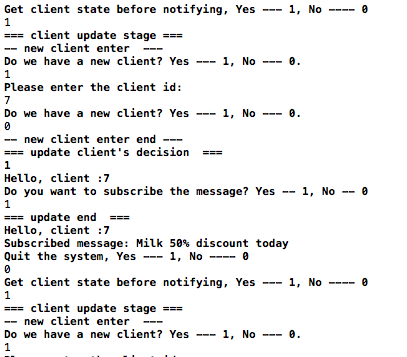 Get client state before notifying, Yes --- 1, No ---- 0
1
=== client update stage ===
-- new client enter  ---
Do we have a new client? Yes --- 1, No --- 0.
1
Please enter the client id:
7
Do we have a new client? Yes --- 1, No --- 0.
0
-- new client enter end ---
=== update client's decision  ===
1
Hello, client :7
Do you want to subscribe the message? Yes -- 1, No -- 0
1
=== update end  ===
Hello, client :7
Subscribed message: Milk 50% discount today
Quit the system, Yes --- 1, No ---- 0
0
Get client state before notifying, Yes --- 1, No ---- 0
1
=== client update stage ===
-- new client enter  ---
Do we have a new client? Yes --- 1, No --- 0.
1